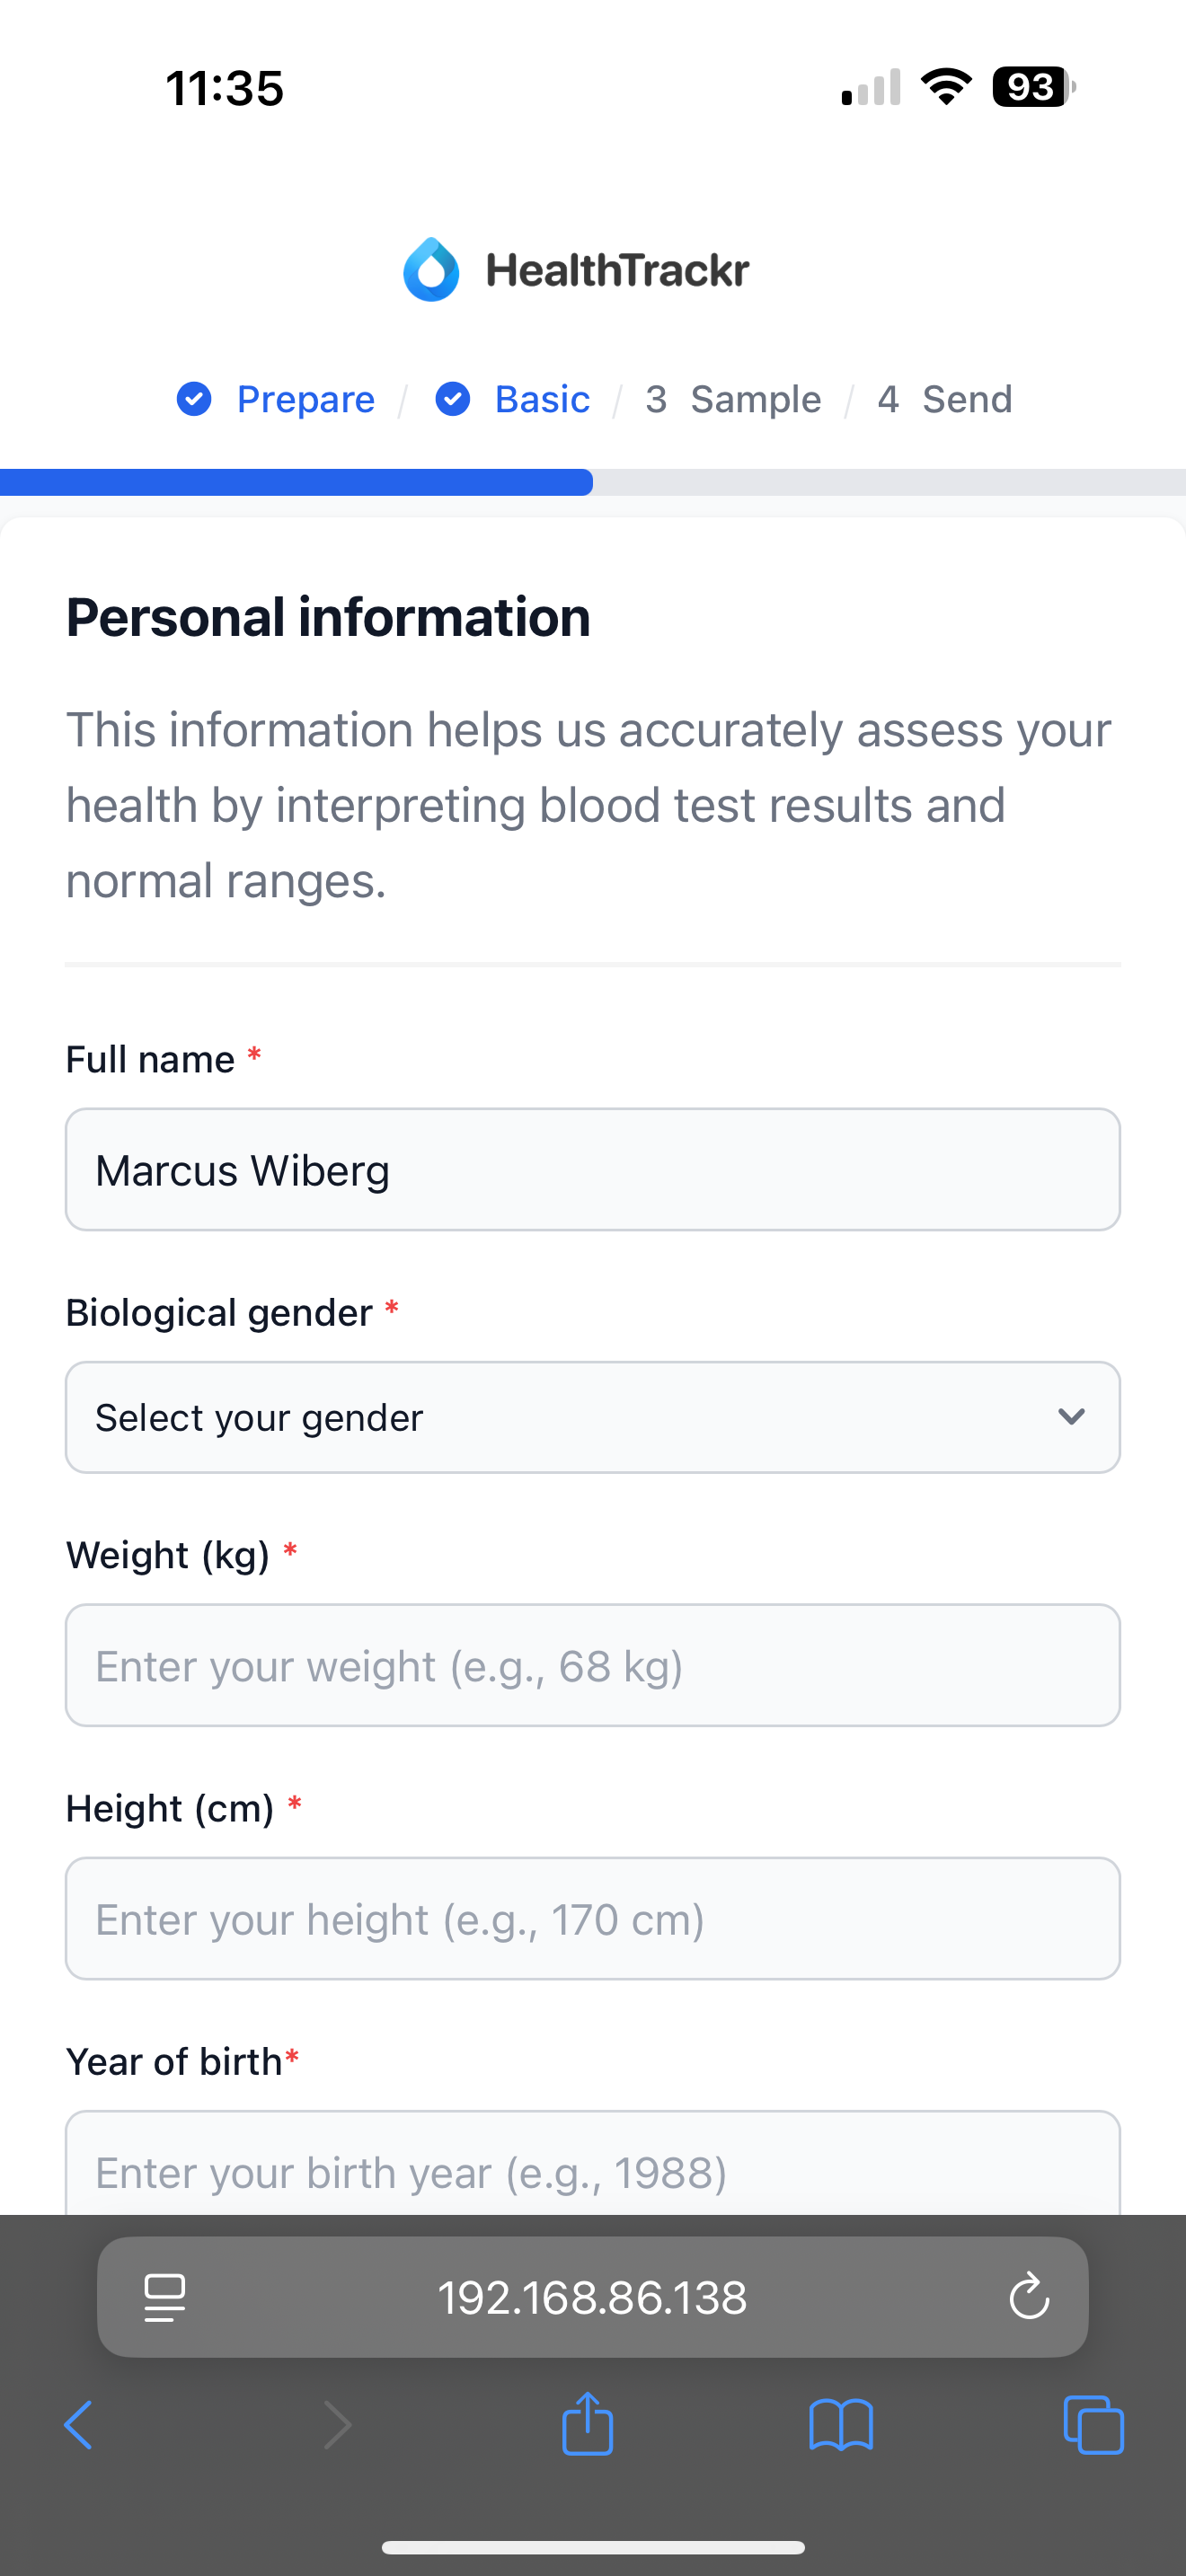 11:35
93
HealthTrackr
Prepare / Basic / 3 Sample / 4 Send
Personal information
This information helps us accurately assess your
health by interpreting blood test results and
normal ranges.
Full name *
Marcus Wiberg
Biological gender *
Select your gender
Weight (kg) *
Enter your weight (e.g., 68 kg)
Height (cm) *
Enter your height (e.g., 170 cm)
Year of birth*
Enter your birth year (e.g., 1988)
192.168.86.138